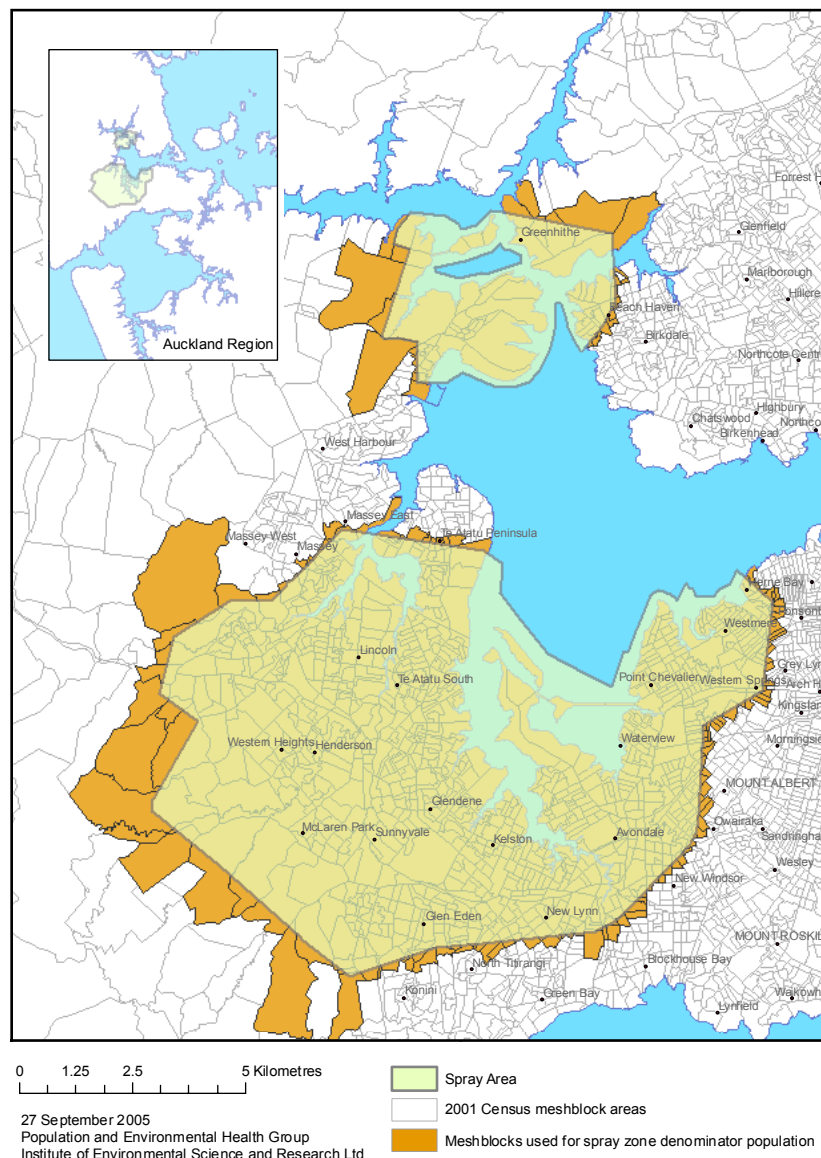 Auckland Region
Forrest H
Greenhithe
Glenfield
Marlborough
Hillcres
Beach Haven
Birkdale
Northcote Centr
Highbury
Chatswood
Northco
Birkenhead
West Harbour
Massey East
Massey West
Te Atatu Peninsula
Massey
Herne Bay
Ponsonb
Westmere
Lincoln
Grey Lyn
Te Atatu South
Point Chevalier
Western Springs
Arch H
Kingslan
Western Heights
Henderson
Waterview
Morningsid
MOUNT ALBERT
Glendene
McLaren Park
Sunnyvale
Kelston
Avondale
Owairaka
Sandringha
Wesley
New Windsor
Glen Eden
New Lynn
MOUNT ROSKIL
North Titirangi
Blockhouse Bay
Konini
Green Bay
Waikowh
Lynfield
0 1.25 2.5 5 Kilometres
Spray Area
2001 Census meshblock areas
27 September 2005
Population and Environmental Health Group
Meshblocks used for spray zone denominator population
Institute of Environmental Science and Research Ltd